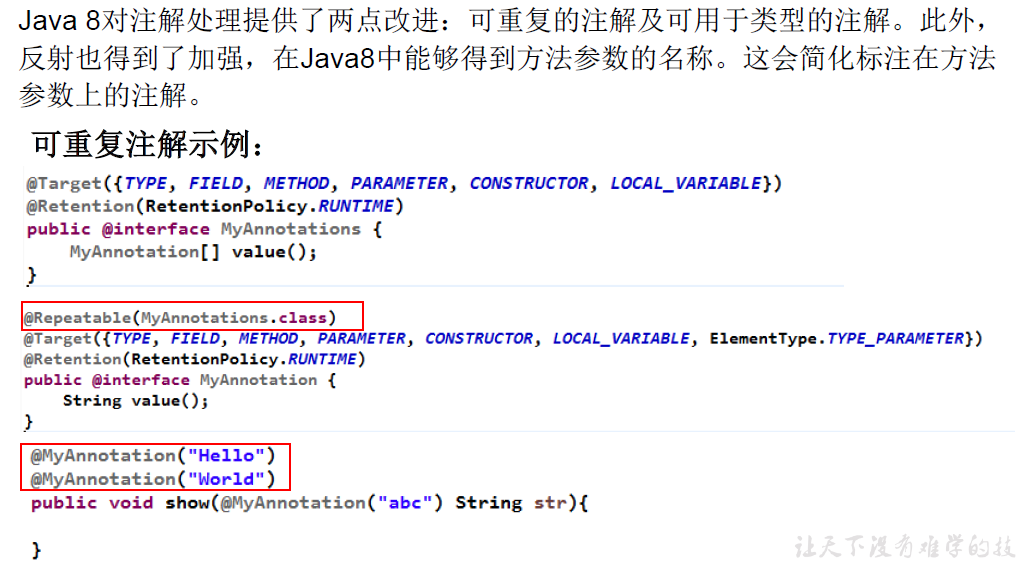 Java 8对注解处理提供了两点改进：可重复的注解及可用于类型的注解。此外，
反射也得到了加强，在Java8中能够得到方法参数的名称。这会简化标注在方法
参数上的注解。
可重复注解示例：
@Target({TYPE, FIELD, METHOD, PARAMETER, CONSTRUCTOR, LOCAL_VARIABLE})
@Retention(RetentionPolicy.RUNTIME)
public @interface MyAnnotations {
    MyAnnotation[] value();
}
@Repeatable(MyAnnotations.class)
@Target({TYPE, FIELD, METHOD, PARAMETER, CONSTRUCTOR, LOCAL_VARIABLE, ElementType.TYPE_PARAMETER})
@Retention(RetentionPolicy.RUNTIME)
public @interface MyAnnotation {
    String value();
}
@MyAnnotation("Hello")
@MyAnnotation("World")
public void show(@MyAnnotation("abc") String str){
}
让天下没有难学的技